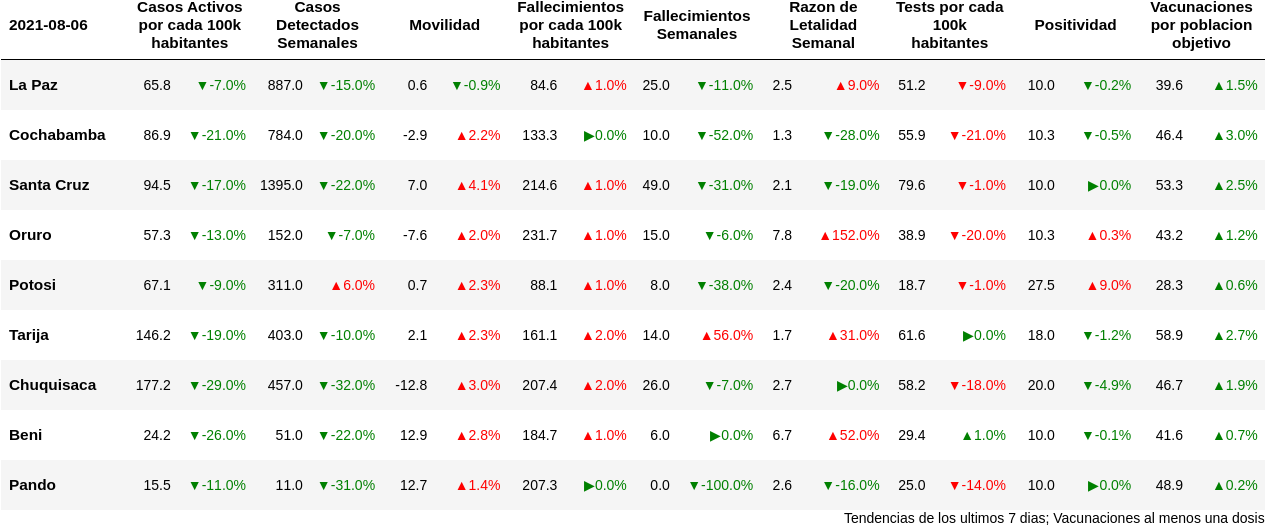 2021-08-06 Casos Activos por cada 100k habitantes Casos Detectados Semanales Movilidad Fallecimientos por cada 100k habitantes Fallecimientos Semanales Razon de Letalidad Semanal Tests por cada 100k habitantes Positividad Vacunaciones por poblacion objetivo
La Paz 65.8 ▼-7.0% 887.0 ▼-15.0% 0.6 ▼-0.9% 84.6 ▲1.0% 25.0 ▼-11.0% 2.5 ▲9.0% 51.2 ▼-9.0% 10.0 ▼-0.2% 39.6 ▲1.5%
Cochabamba 86.9 ▼-21.0% 784.0 ▼-20.0% -2.9 ▲2.2% 133.3 ▶0.0% 10.0 ▼-52.0% 1.3 ▼-28.0% 55.9 ▼-21.0% 10.3 ▼-0.5% 46.4 ▲3.0%
Santa Cruz 94.5 ▼-17.0% 1395.0 ▼-22.0% 7.0 ▲4.1% 214.6 ▲1.0% 49.0 ▼-31.0% 2.1 ▼-19.0% 79.6 ▼-1.0% 10.0 ▶0.0% 53.3 ▲2.5%
Oruro 57.3 ▼-13.0% 152.0 ▼-7.0% -7.6 ▲2.0% 231.7 ▲1.0% 15.0 ▼-6.0% 7.8 ▲152.0% 38.9 ▼-20.0% 10.3 ▲0.3% 43.2 ▲1.2%
Potosi 67.1 ▼-9.0% 311.0 ▲6.0% 0.7 ▲2.3% 88.1 ▲1.0% 8.0 ▼-38.0% 2.4 ▼-20.0% 18.7 ▼-1.0% 27.5 ▲9.0% 28.3 ▲0.6%
Tarija 146.2 ▼-19.0% 403.0 ▼-10.0% 2.1 ▲2.3% 161.1 ▲2.0% 14.0 ▲56.0% 1.7 ▲31.0% 61.6 ▶0.0% 18.0 ▼-1.2% 58.9 ▲2.7%
Chuquisaca 177.2 ▼-29.0% 457.0 ▼-32.0% -12.8 ▲3.0% 207.4 ▲2.0% 26.0 ▼-7.0% 2.7 ▶0.0% 58.2 ▼-18.0% 20.0 ▼-4.9% 46.7 ▲1.9%
Beni 24.2 ▼-26.0% 51.0 ▼-22.0% 12.9 ▲2.8% 184.7 ▲1.0% 6.0 ▶0.0% 6.7 ▲52.0% 29.4 ▲1.0% 10.0 ▼-0.1% 41.6 ▲0.7%
Pando 15.5 ▼-11.0% 11.0 ▼-31.0% 12.7 ▲1.4% 207.3 ▶0.0% 0.0 ▼-100.0% 2.6 ▼-16.0% 25.0 ▼-14.0% 10.0 ▶0.0% 48.9 ▲0.2%
Tendencias de los ultimos 7 dias; Vacunaciones al menos una dosis